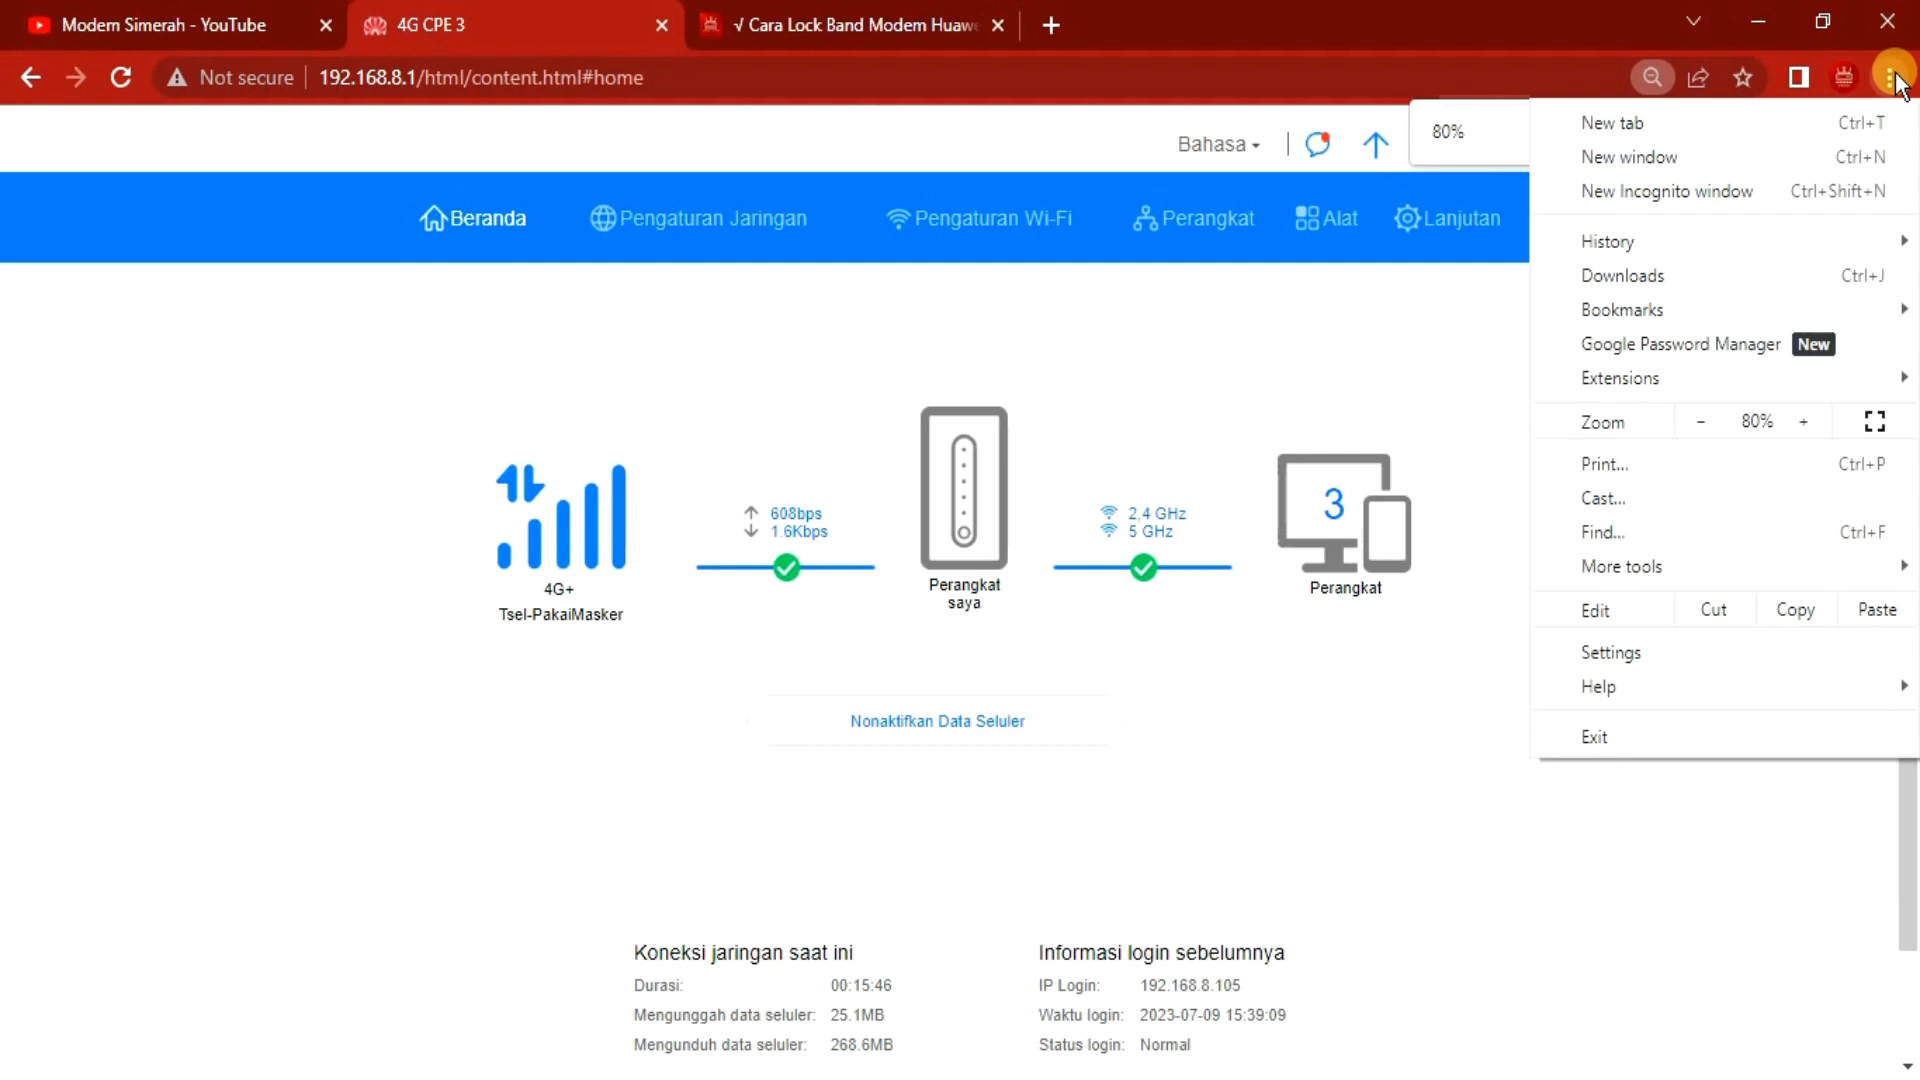 Modem Simerah - YouTube
4G CPE 3
√ Cara Lock Band Modem Huaw
Not secure
192.168.8.1/html/content.html#home
Bahasa
80%
Beranda
Pengaturan Jaringan
Pengaturan Wi-Fi
Perangkat
Alat
Lanjutan
4G+
Tsel-PakaiMasker
608bps
1.6Kbps
Perangkat
saya
2,4 GHz
5 GHz
3
Perangkat
Nonaktifkan Data Seluler
Koneksi jaringan saat ini
Durasi: 00:15:46
Mengunggah data seluler: 25.1MB
Mengunduh data seluler: 268.6MB
Informasi login sebelumnya
IP Login: 192.168.8.105
Waktu login: 2023-07-09 15:39:09
Status login: Normal
New tab Ctrl+T
New window Ctrl+N
New Incognito window Ctrl+Shift+N
History
Downloads Ctrl+J
Bookmarks
Google Password Manager New
Extensions
Zoom - 80% +
Print... Ctrl+P
Cast...
Find... Ctrl+F
More tools
Edit Cut Copy Paste
Settings
Help
Exit